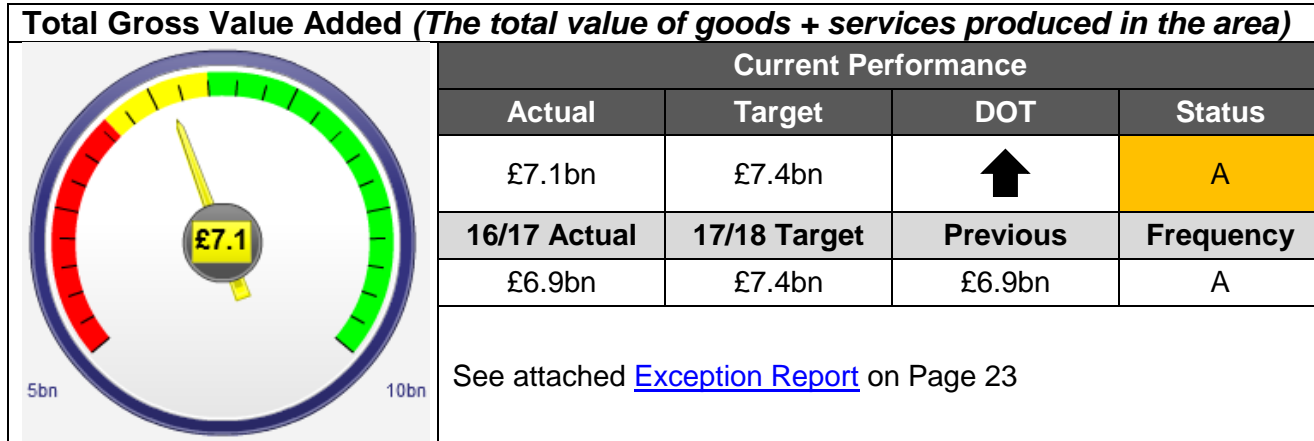 Total Gross Value Added (The total value of goods + services produced in the area)
Current Performance
Actual Target DOT Status
£7.1bn £7.4bn A
16/17 Actual 17/18 Target Previous Frequency
£6.9bn £7.4bn £6.9bn A
See attached Exception Report on Page 23
£7.1
5bn 10bn